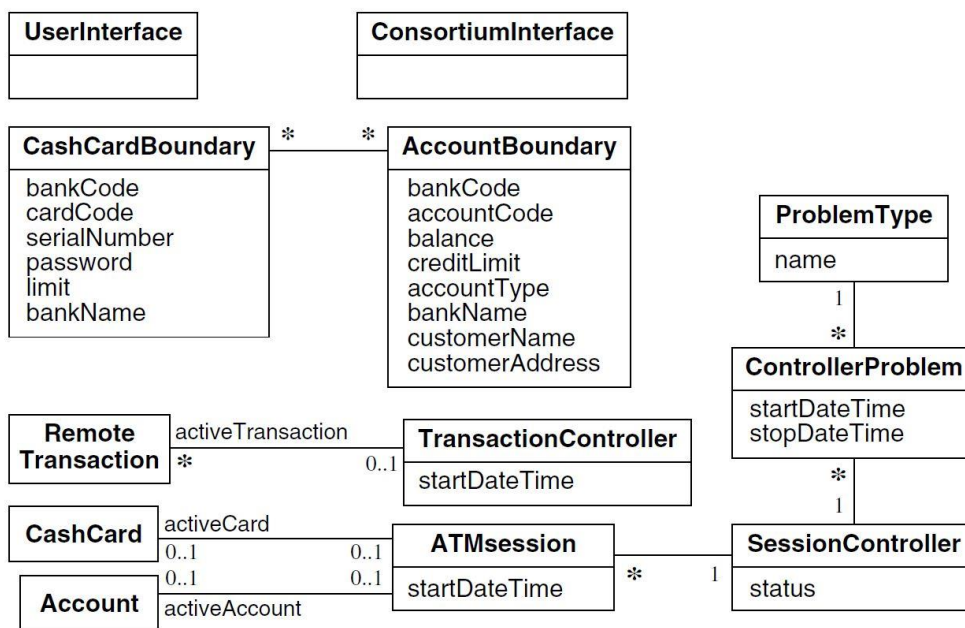 UserInterface
ConsortiumInterface
CashCardBoundary
bankCode
cardCode
serialNumber
password
limit
bankName
* *
AccountBoundary
bankCode
accountCode
balance
creditLimit
accountType
bankName
customerName
customerAddress
ProblemType
name
1
*
ControllerProblem
startDateTime
stopDateTime
*
1
Remote
Transaction
activeTransaction
*
0..1
TransactionController
startDateTime
CashCard
activeCard
0..1
0..1
Account
0..1
0..1
activeAccount
ATMsession
startDateTime
*
1
SessionController
status